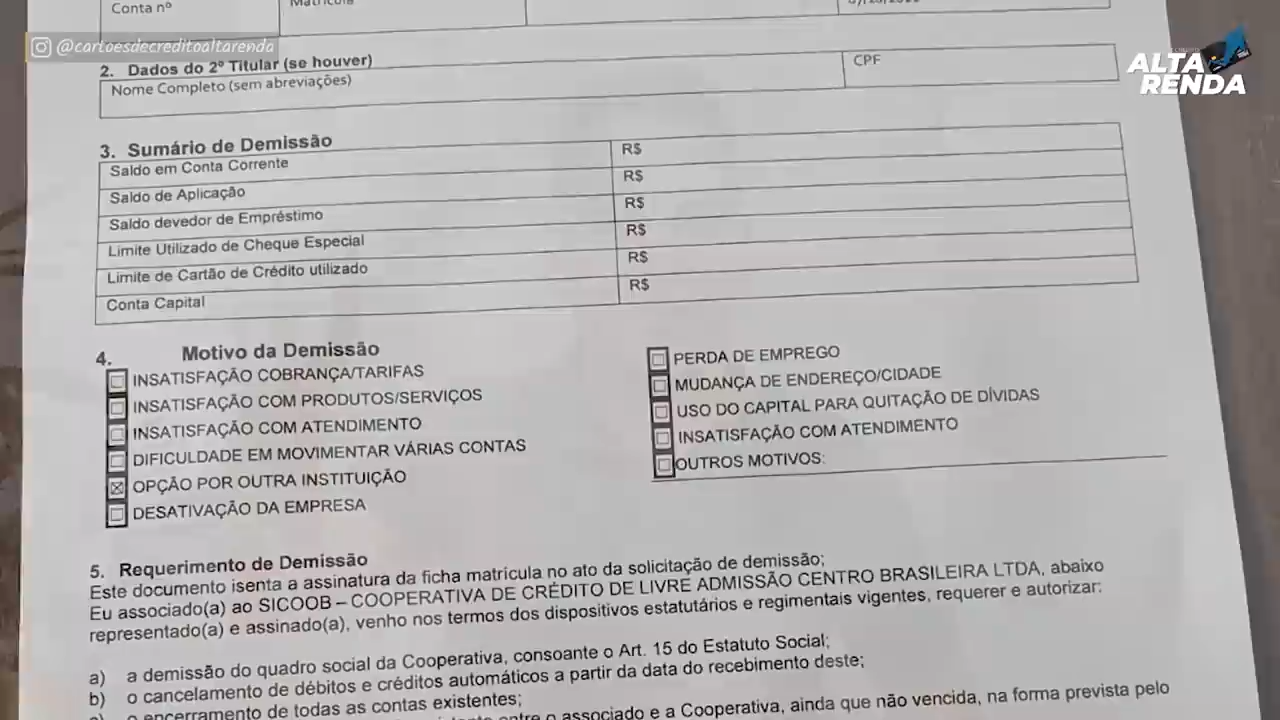 Conta nº
Matrícula
@cartoesdecreditoaltarenda
ALTA
RENDA
2. Dados do 2º Titular (se houver)
Nome Completo (sem abreviações)
CPF
3. Sumário de Demissão
Saldo em Conta Corrente R$
Saldo de Aplicação R$
Saldo devedor de Empréstimo R$
Limite Utilizado de Cheque Especial R$
Limite de Cartão de Crédito utilizado R$
Conta Capital R$
4. Motivo da Demissão
INSATISFAÇÃO COBRANÇA/TARIFAS
INSATISFAÇÃO COM PRODUTOS/SERVIÇOS
INSATISFAÇÃO COM ATENDIMENTO
DIFICULDADE EM MOVIMENTAR VÁRIAS CONTAS
☒ OPÇÃO POR OUTRA INSTITUIÇÃO
DESATIVAÇÃO DA EMPRESA
PERDA DE EMPREGO
MUDANÇA DE ENDEREÇO/CIDADE
USO DO CAPITAL PARA QUITAÇÃO DE DÍVIDAS
INSATISFAÇÃO COM ATENDIMENTO
OUTROS MOTIVOS:
5. Requerimento de Demissão
Este documento isenta a assinatura da ficha matrícula no ato da solicitação de demissão;
Eu associado(a) ao SICOOB – COOPERATIVA DE CRÉDITO DE LIVRE ADMISSÃO CENTRO BRASILEIRA LTDA, abaixo
representado(a) e assinado(a), venho nos termos dos dispositivos estatutários e regimentais vigentes, requerer e autorizar:
a) a demissão do quadro social da Cooperativa, consoante o Art. 15 do Estatuto Social;
b) o cancelamento de débitos e créditos automáticos a partir da data do recebimento deste;
o encerramento de todas as contas existentes;
entre o associado e a Cooperativa, ainda que não vencida, na forma prevista pelo